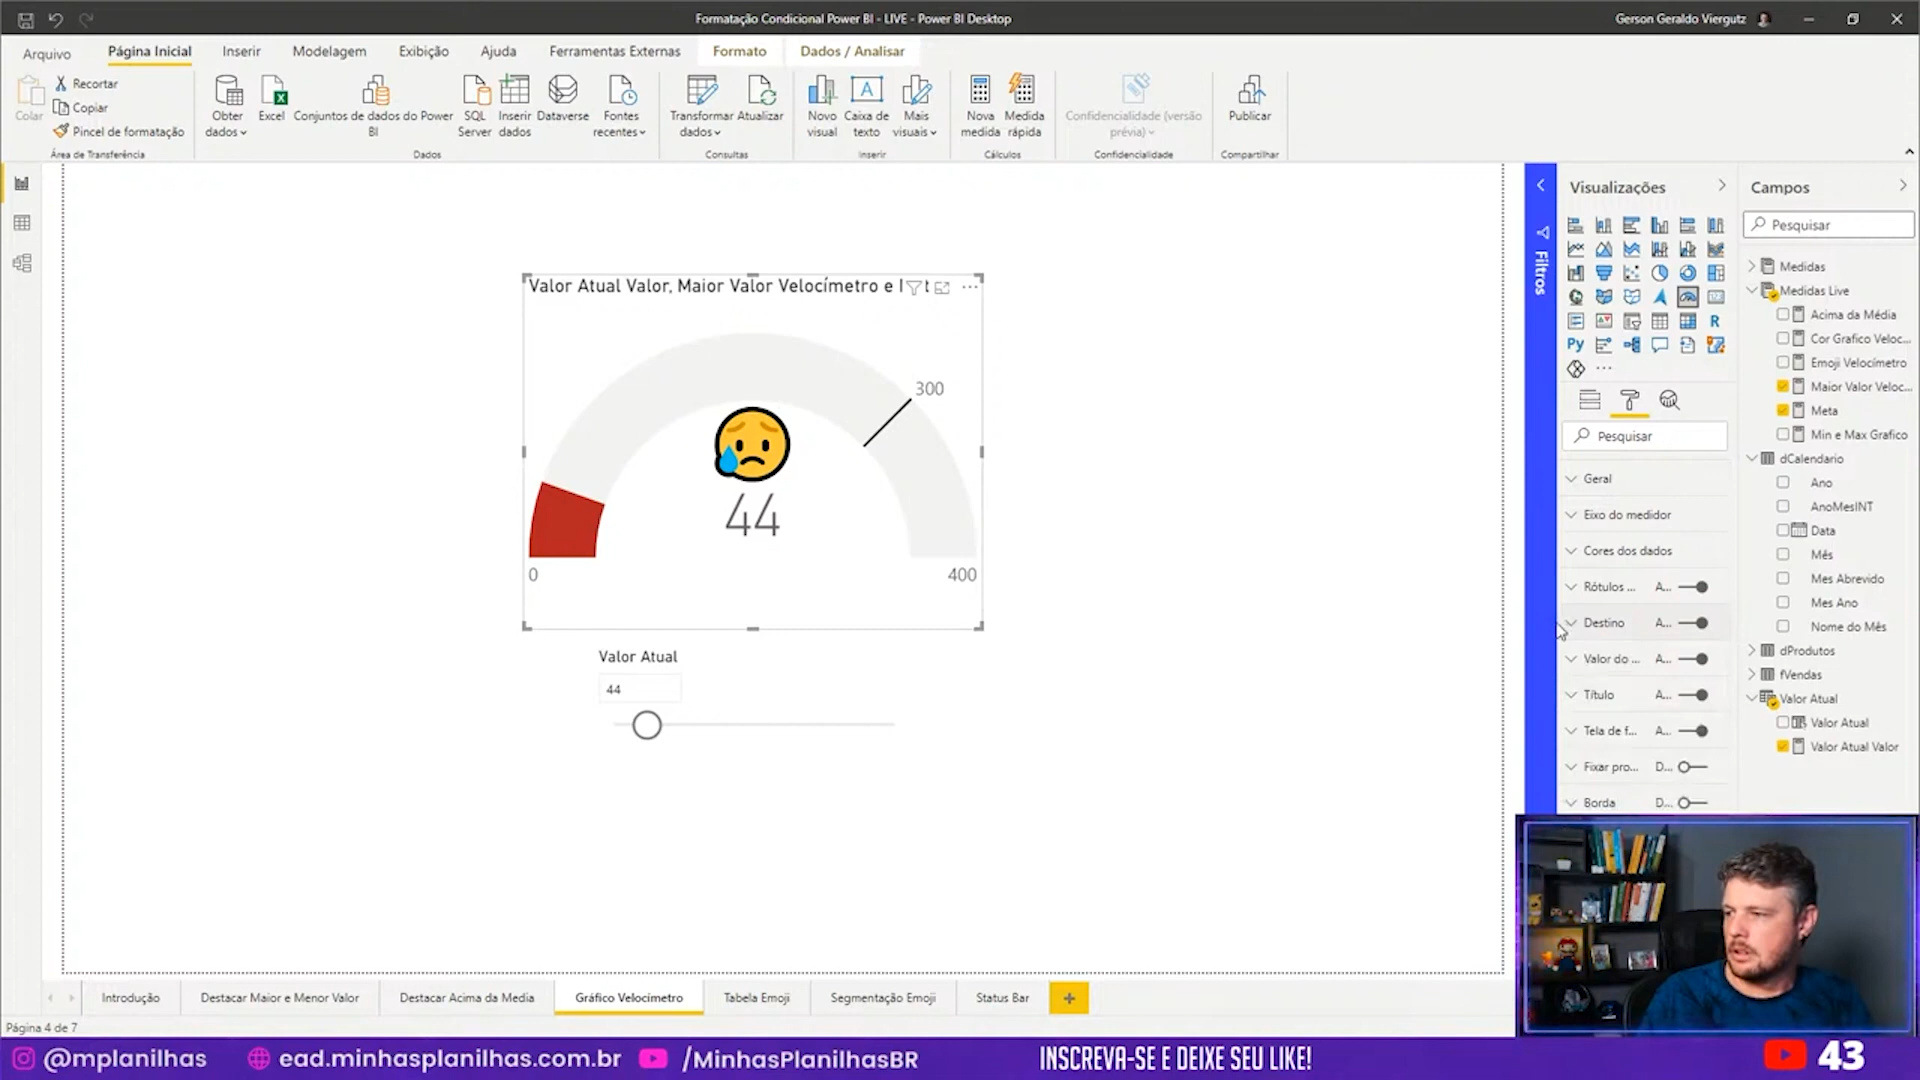 Formatação Condicional Power BI - LIVE - Power BI Desktop
Gerson Geraldo Viergutz
Arquivo
Página Inicial
Inserir
Modelagem
Exibição
Ajuda
Ferramentas Externas
Formato
Dados / Analisar
Colar
Recortar
Copiar
Pincel de formatação
Área de Transferência
Obter dados
Excel
Conjuntos de dados do Power BI
SQL Server
Inserir dados
Dataverse
Fontes recentes
Dados
Transformar dados
Atualizar
Consultas
Novo visual
Caixa de texto
Mais visuais
Inserir
Nova medida
Medida rápida
Cálculos
Confidencialidade (versão prévia)
Confidencialidade
Publicar
Compartilhar
Valor Atual Valor, Maior Valor Velocímetro e
300
44
0
400
Valor Atual
44
Filtros
Visualizações
R
Py
Pesquisar
Geral
Eixo do medidor
Cores dos dados
Rótulos ... A...
Destino A...
Valor do ... A...
Título A...
Tela de f... A...
Fixar pro... D...
Borda D...
Campos
Pesquisar
Medidas
Medidas Live
Acima da Média
Cor Grafico Veloc...
Emoji Velocímetro
Maior Valor Veloc...
Meta
Min e Max Grafico
dCalendario
Ano
AnoMesINT
Data
Mês
Mes Abrevido
Mes Ano
Nome do Mês
dProdutos
fVendas
Valor Atual
Valor Atual
Valor Atual Valor
Introdução
Destacar Maior e Menor Valor
Destacar Acima da Media
Gráfico Velocímetro
Tabela Emoji
Segmentação Emoji
Status Bar
Página 4 de 7
@mplanilhas
ead.minhasplanilhas.com.br
/MinhasPlanilhasBR
INSCREVA-SE E DEIXE SEU LIKE!
43